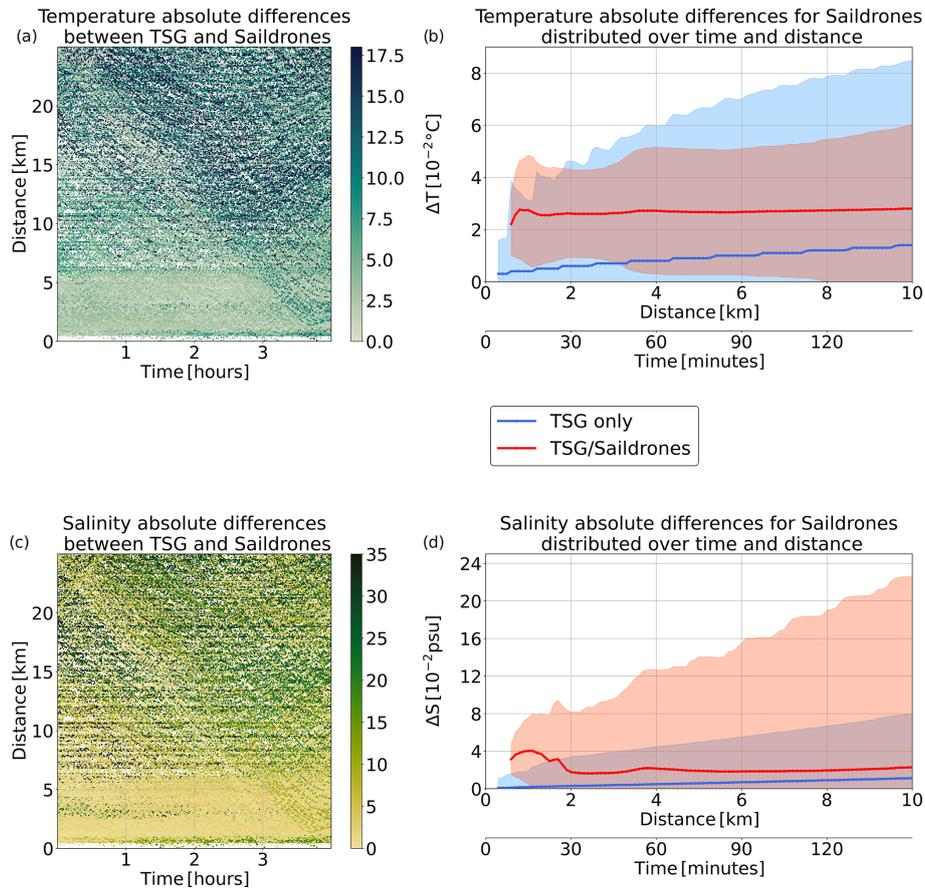 Temperature absolute differences
between TSG and Saildrones
(a)
17.5
15.0
12.5
10.0
7.5
5.0
2.5
0.0
20
15
10
5
0
Distance [km]
1 2 3
Time [hours]
Temperature absolute differences for Saildrones
distributed over time and distance
(b)
8
6
4
2
0
ΔT [10⁻²°C]
0 2 4 6 8 10
Distance [km]
0 30 60 90 120
Time [minutes]
TSG only
TSG/Saildrones
Salinity absolute differences
between TSG and Saildrones
(c)
35
30
25
20
15
10
5
0
20
15
10
5
0
Distance [km]
1 2 3
Time [hours]
Salinity absolute differences for Saildrones
distributed over time and distance
(d)
24
20
16
12
8
4
0
ΔS [10⁻²psu]
0 2 4 6 8 10
Distance [km]
0 30 60 90 120
Time [minutes]